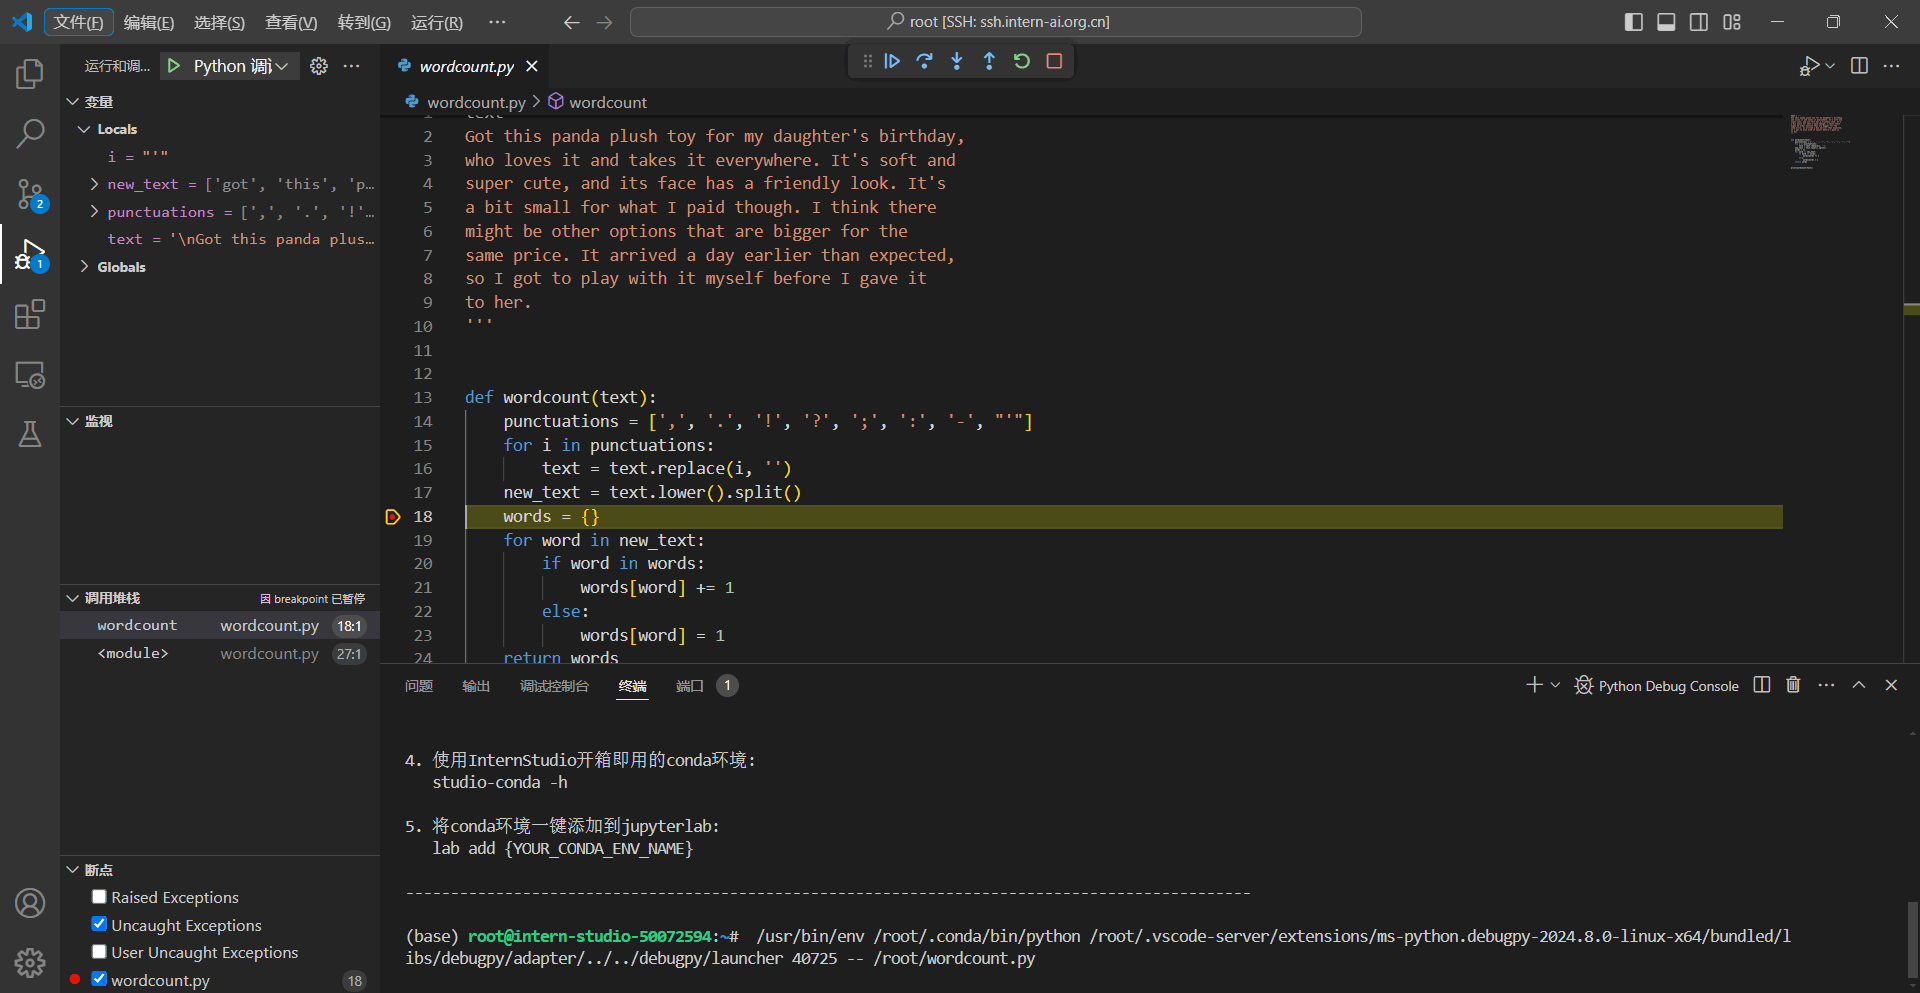 文件(F) 编辑(E) 选择(S) 查看(V) 转到(G) 运行(R) ···
root [SSH: ssh.intern-ai.org.cn]
运行和调... Python 调 ···
wordcount.py
wordcount.py > wordcount
变量
Locals
i = "'"
new_text = ['got', 'this', 'p...
punctuations = [',', '.', '!'...
text = '\nGot this panda plus...
Globals
监视
调用堆栈 因 breakpoint 已暂停
wordcount wordcount.py 18:1
<module> wordcount.py 27:1
断点
Raised Exceptions
Uncaught Exceptions
User Uncaught Exceptions
wordcount.py 18
2
1
1 text = '''
2 Got this panda plush toy for my daughter's birthday,
3 who loves it and takes it everywhere. It's soft and
4 super cute, and its face has a friendly look. It's
5 a bit small for what I paid though. I think there
6 might be other options that are bigger for the
7 same price. It arrived a day earlier than expected,
8 so I got to play with it myself before I gave it
9 to her.
10 '''
11
12
13 def wordcount(text):
14 punctuations = [',', '.', '!', '?', ';', ':', '-', "'"]
15 for i in punctuations:
16 text = text.replace(i, '')
17 new_text = text.lower().split()
18 words = {}
19 for word in new_text:
20 if word in words:
21 words[word] += 1
22 else:
23 words[word] = 1
24 return words
问题 输出 调试控制台 终端 端口 1
Python Debug Console ···
4. 使用InternStudio开箱即用的conda环境:
studio-conda -h
5. 将conda环境一键添加到jupyterlab:
lab add {YOUR_CONDA_ENV_NAME}
----------------------------------------------------------------------------------------
(base) root@intern-studio-50072594:~# /usr/bin/env /root/.conda/bin/python /root/.vscode-server/extensions/ms-python.debugpy-2024.8.0-linux-x64/bundled/l
ibs/debugpy/adapter/../../debugpy/launcher 40725 -- /root/wordcount.py